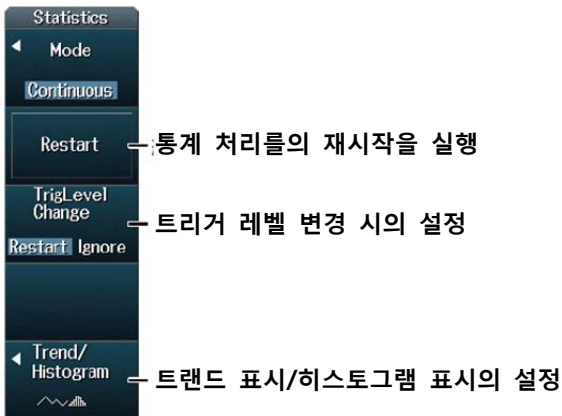 Statistics
Mode
Continuous
Restart
통계 처리를의 재시작을 실행
TrigLevel
Change
트리거 레벨 변경 시의 설정
Restart Ignore
Trend/
Histogram
트랜드 표시/히스토그램 표시의 설정